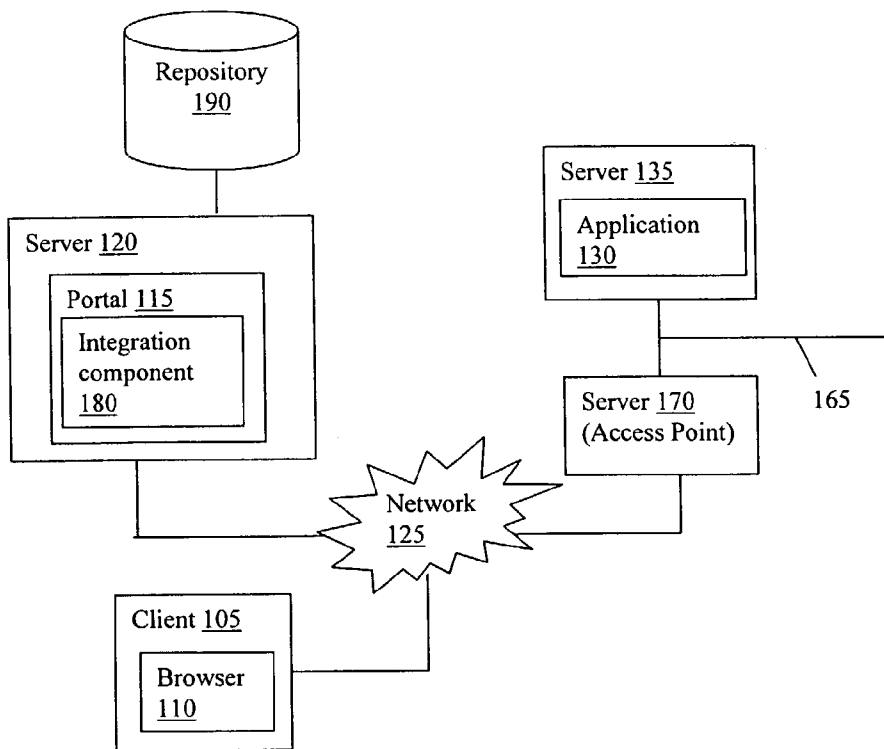 Repository
190
Server 120
Portal 115
Integration
component
180
Server 135
Application
130
165
Server 170
(Access Point)
Network
125
Client 105
Browser
110